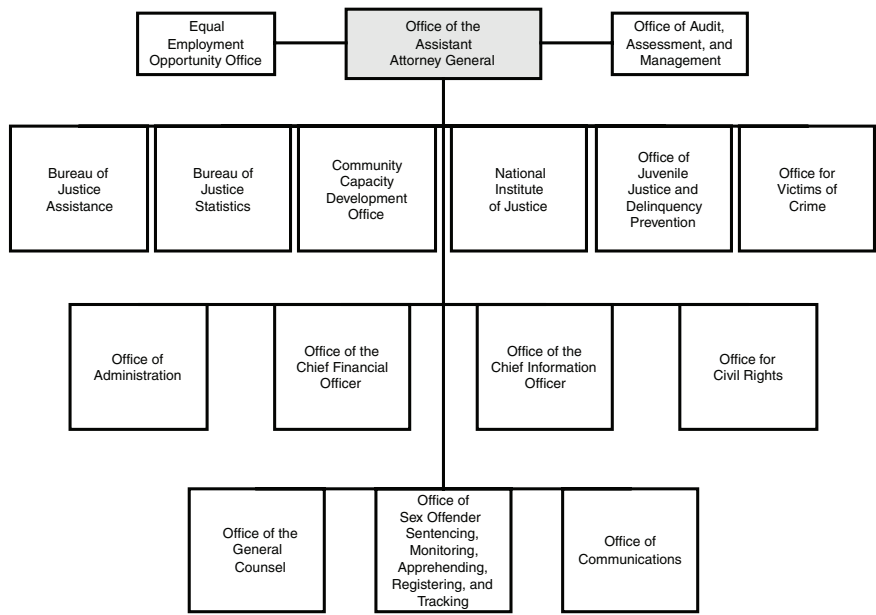 Equal
Employment
Opportunity Office
Office of the
Assistant
Attorney General
Office of Audit,
Assessment, and
Management
Bureau of
Justice
Assistance
Bureau of
Justice
Statistics
Community
Capacity
Development
Office
National
Institute
of Justice
Office of
Juvenile
Justice and
Delinquency
Prevention
Office for
Victims of
Crime
Office of
Administration
Office of the
Chief Financial
Officer
Office of the
Chief Information
Officer
Office for
Civil Rights
Office of the
General
Counsel
Office of
Sex Offender
Sentencing,
Monitoring,
Apprehending,
Registering, and
Tracking
Office of
Communications